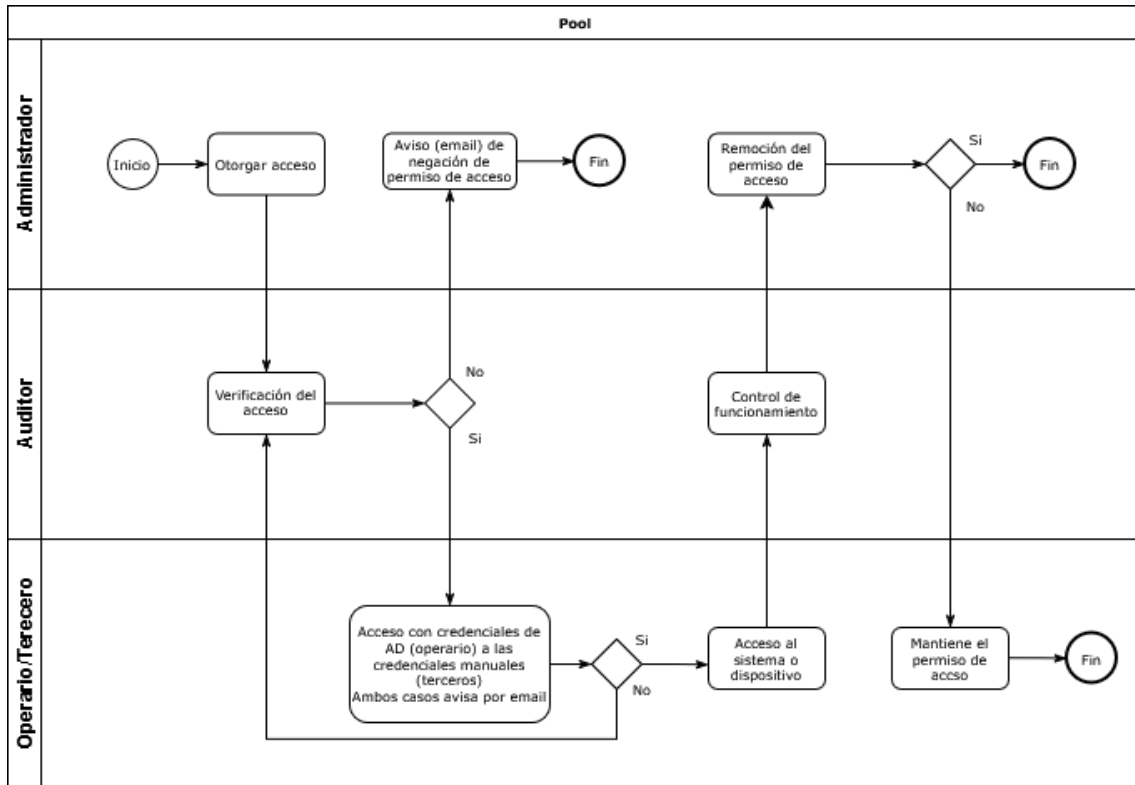 Pool
Administrador
Inicio
Otorgar acceso
Aviso (email) de
negación de
permiso de acceso
Fin
Remoción del
permiso de
acceso
Si
No
Fin
Auditor
Verificación del
acceso
No
Si
Control de
funcionamiento
Operario/Terecero
Acceso con credenciales de
AD (operario) a las
credenciales manuales
(terceros)
Ambos casos avisa por email
Si
No
Acceso al
sistema o
dispositivo
Mantiene el
permiso de
accso
Fin